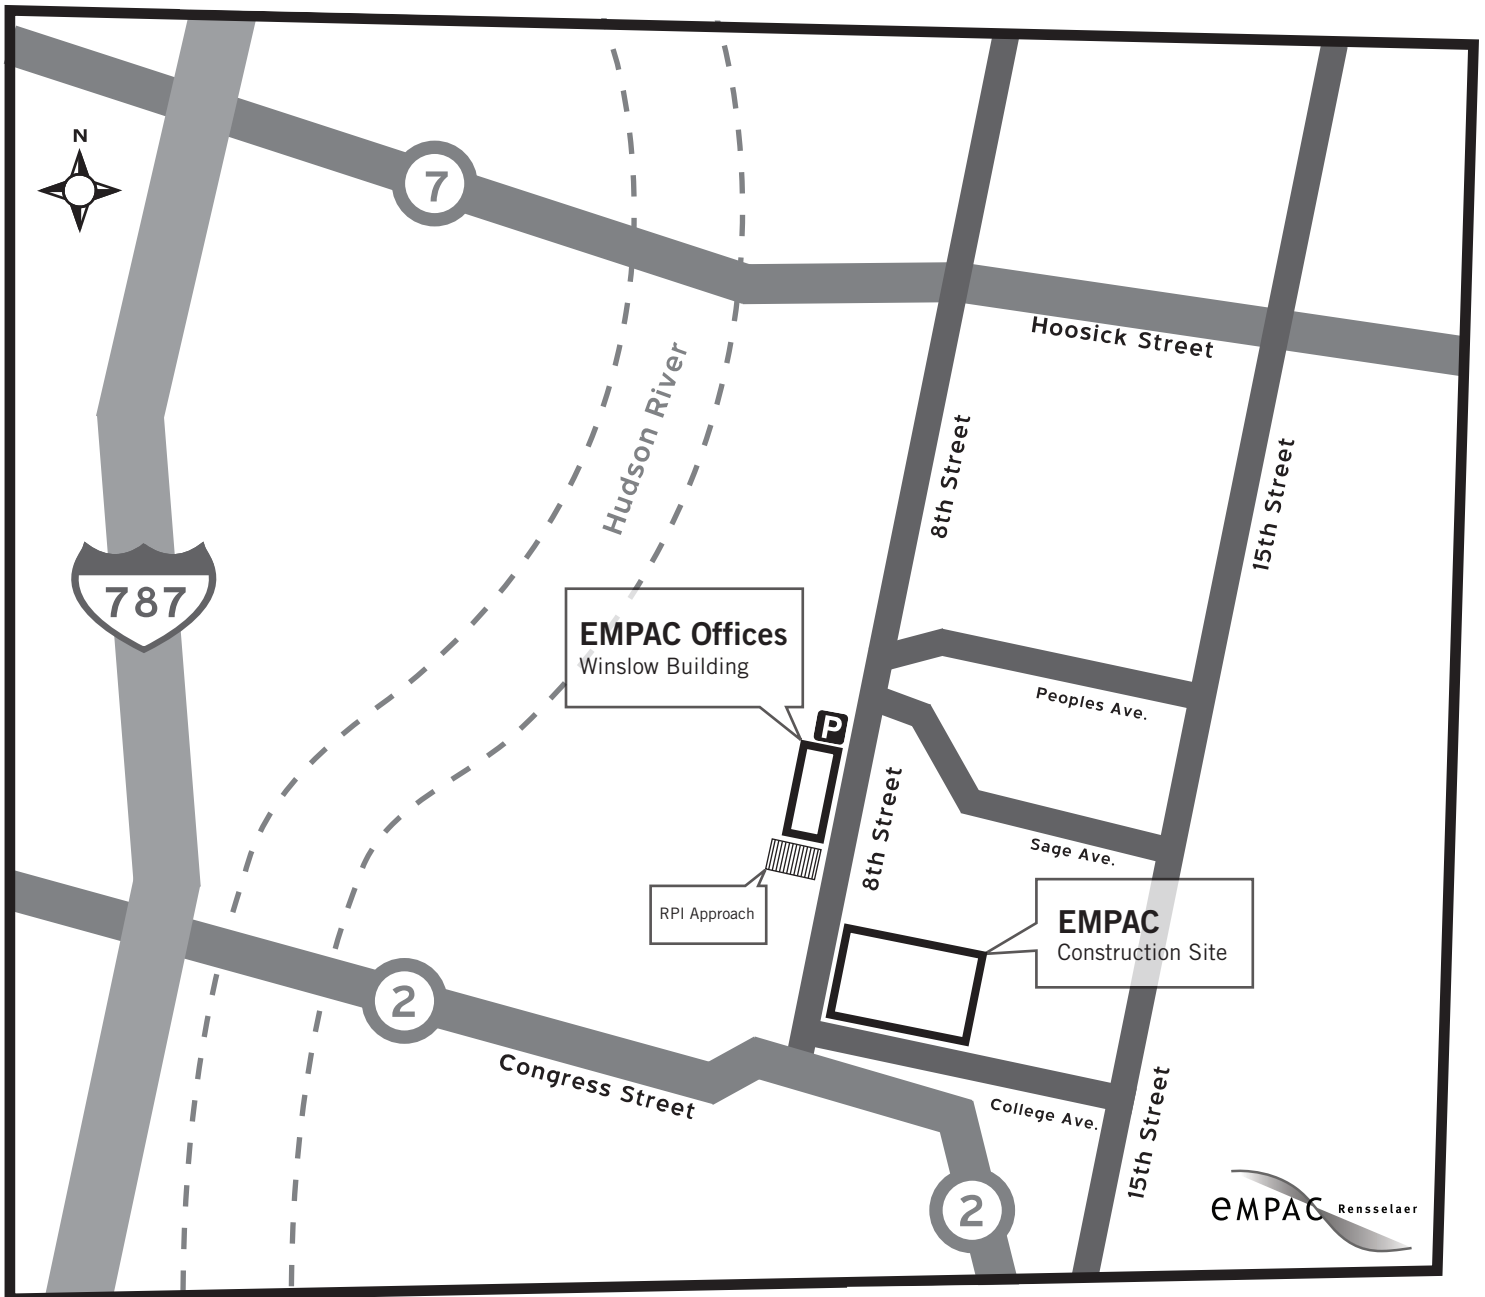 N
7
Hoosick Street
Hudson River
8th Street
15th Street
787
EMPAC Offices
Winslow Building
Peoples Ave.
P
8th Street
Sage Ave.
RPI Approach
EMPAC
Construction Site
2
Congress Street
College Ave.
15th Street
2
eMPAC Rensselaer